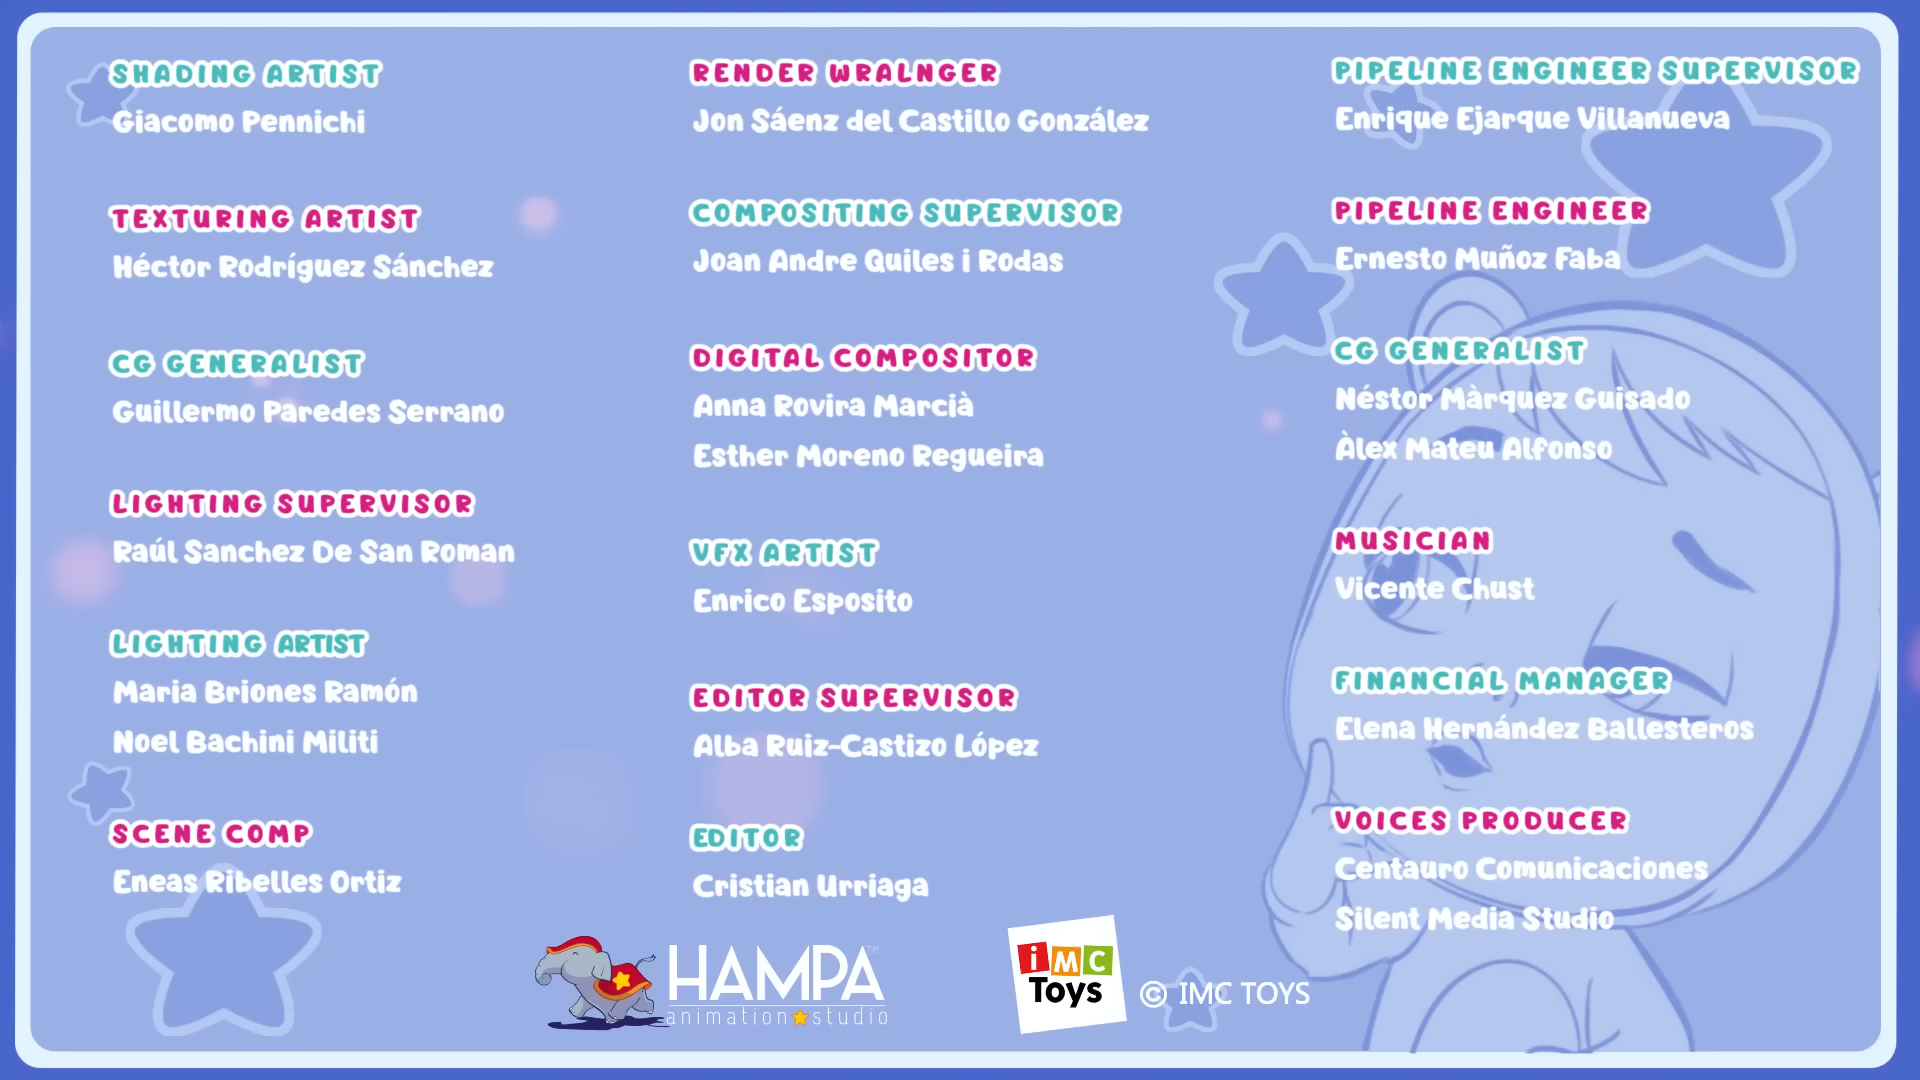 SHADING ARTIST
Giacomo Pennichi
TEXTURING ARTIST
Héctor Rodríguez Sánchez
CG GENERALIST
Guillermo Paredes Serrano
LIGHTING SUPERVISOR
Raúl Sanchez De San Roman
LIGHTING ARTIST
Maria Briones Ramón
Noel Bachini Militi
SCENE COMP
Eneas Ribelles Ortiz
RENDER WRALNGER
Jon Sáenz del Castillo González
COMPOSITING SUPERVISOR
Joan Andre Quiles i Rodas
DIGITAL COMPOSITOR
Anna Rovira Marcià
Esther Moreno Regueira
VFX ARTIST
Enrico Esposito
EDITOR SUPERVISOR
Alba Ruiz-Castizo López
EDITOR
Cristian Urriaga
PIPELINE ENGINEER SUPERVISOR
Enrique Ejarque Villanueva
PIPELINE ENGINEER
Ernesto Muñoz Faba
CG GENERALIST
Néstor Màrquez Guisado
Àlex Mateu Alfonso
MUSICIAN
Vicente Chust
FINANCIAL MANAGER
Elena Hernández Ballesteros
VOICES PRODUCER
Centauro Comunicaciones
Silent Media Studio
HAMPA™
animation studio
iMC
Toys
© IMC TOYS